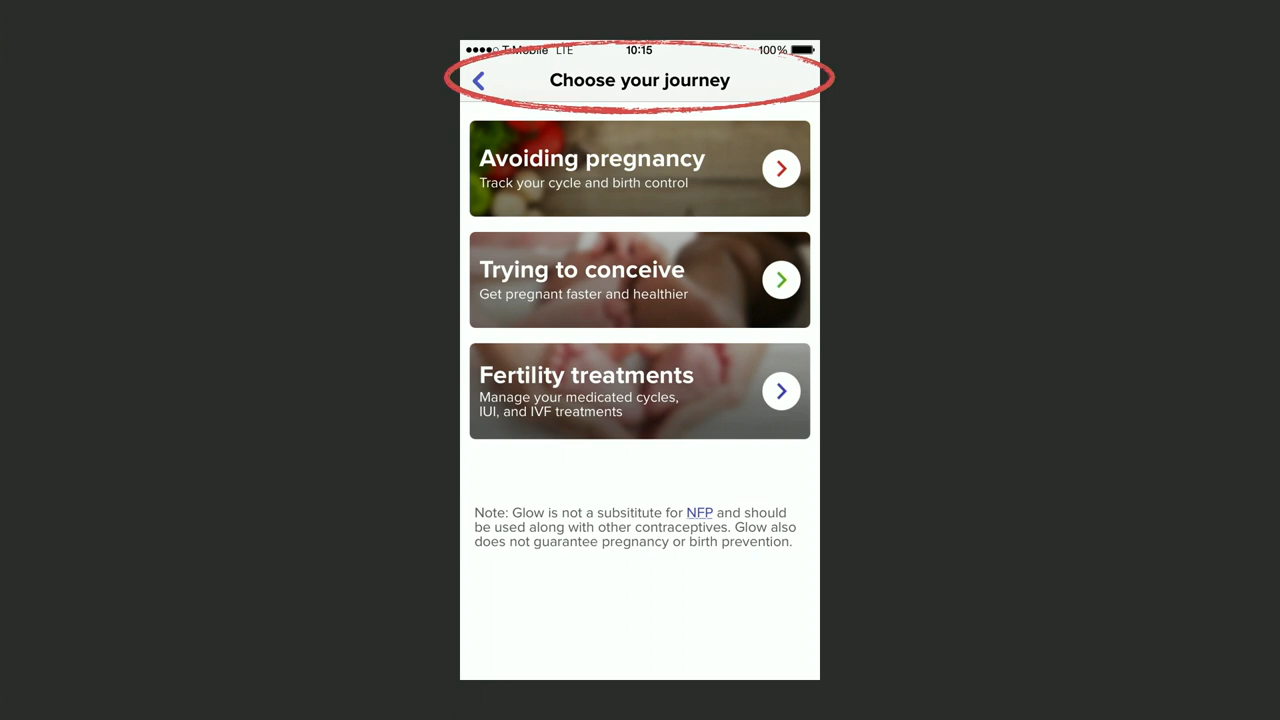 T-Mobile LTE 10:15 100%
Choose your journey
Avoiding pregnancy
Track your cycle and birth control
Trying to conceive
Get pregnant faster and healthier
Fertility treatments
Manage your medicated cycles,
IUI, and IVF treatments
Note: Glow is not a subsititute for NFP and should
be used along with other contraceptives. Glow also
does not guarantee pregnancy or birth prevention.